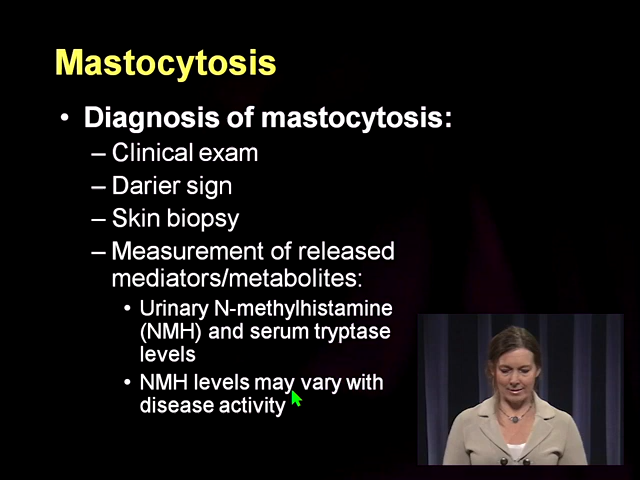 Mastocytosis
• Diagnosis of mastocytosis:
– Clinical exam
– Darier sign
– Skin biopsy
– Measurement of released
mediators/metabolites:
• Urinary N-methylhistamine
(NMH) and serum tryptase
levels
• NMH levels may vary with
disease activity